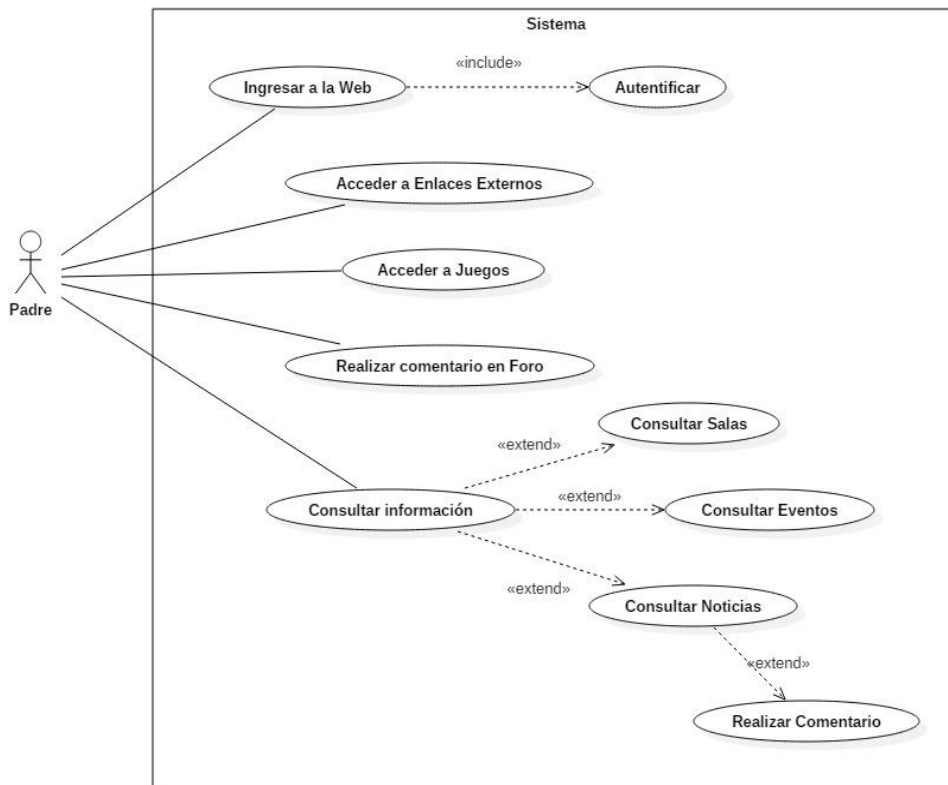 Sistema
«include»
Ingresar a la Web
Autentificar
Acceder a Enlaces Externos
Acceder a Juegos
Padre
Realizar comentario en Foro
Consultar Salas
«extend»
«extend»
Consultar información
Consultar Eventos
«extend»
Consultar Noticias
«extend»
Realizar Comentario